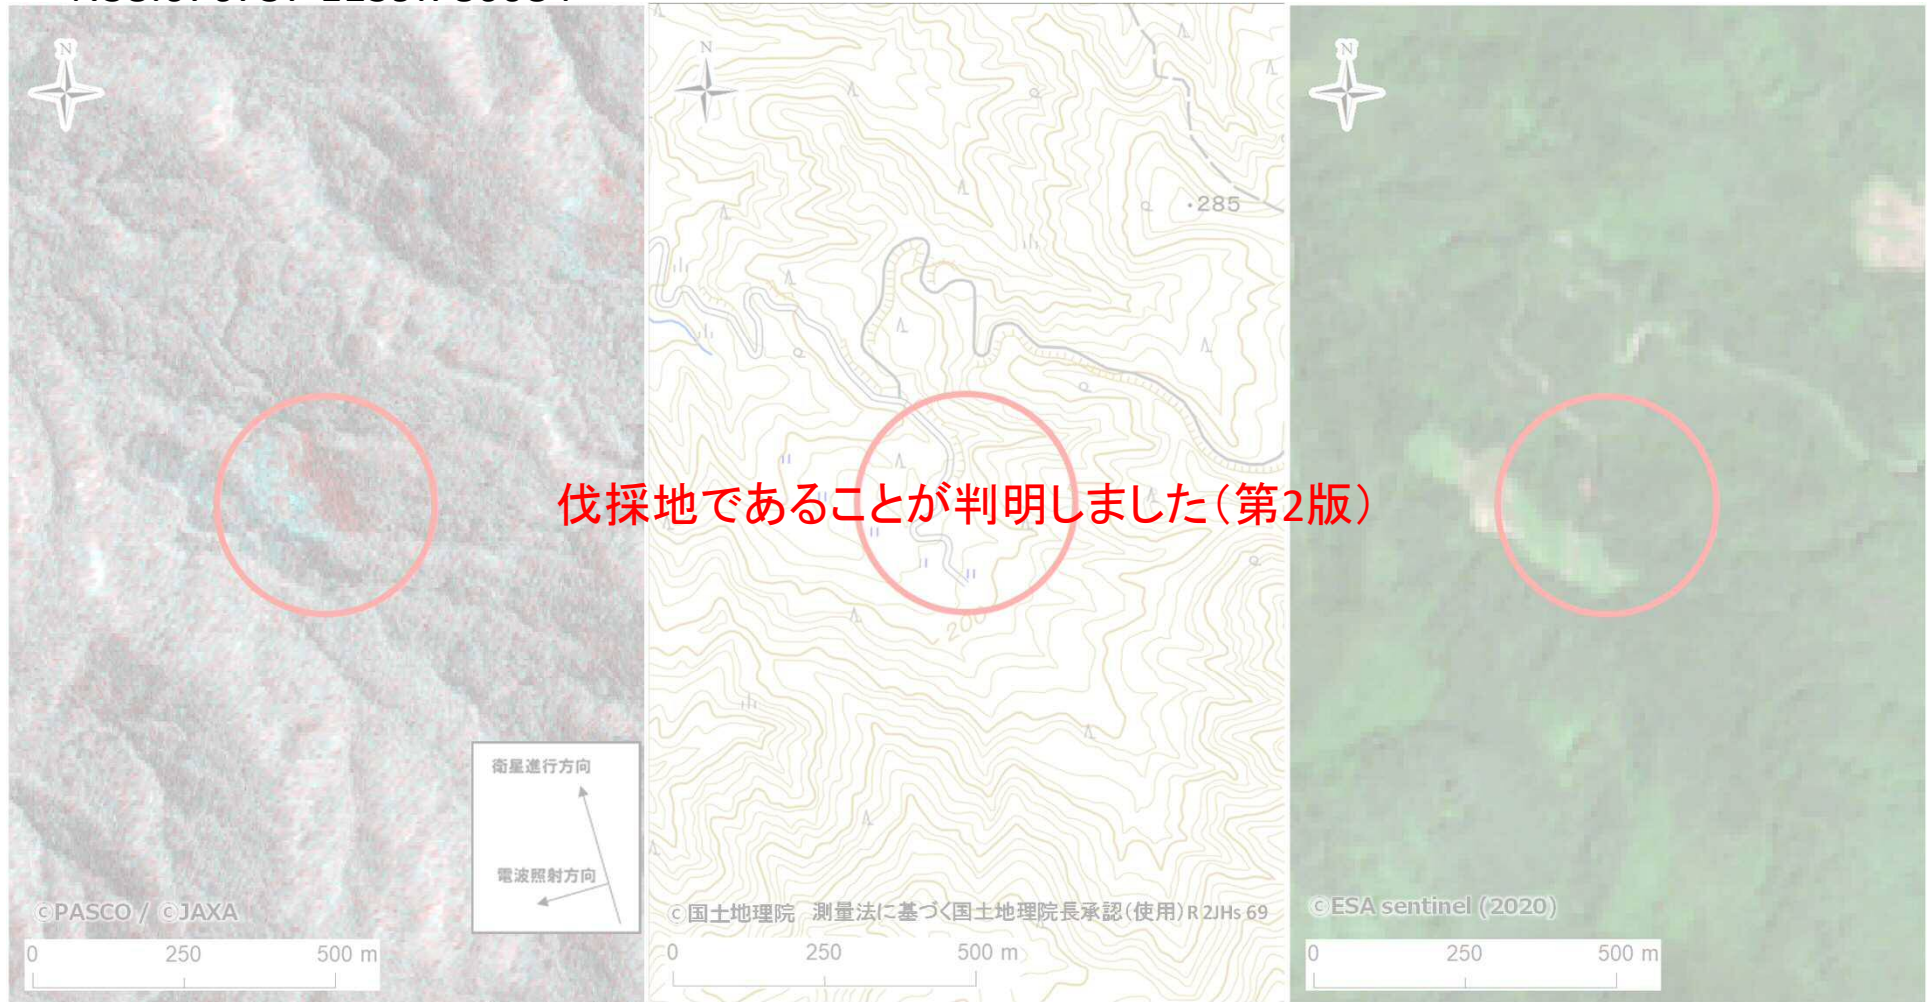 N
N
N
285
伐採地であることが判明しました（第2版）
200
衛星進行方向
電波照射方向
©PASCO / ©JAXA
©国土地理院 測量法に基づく国土地理院長承認（使用）R 2JHs 69
©ESA sentinel (2020)
0 250 500 m
0 250 500 m
0 250 500 m